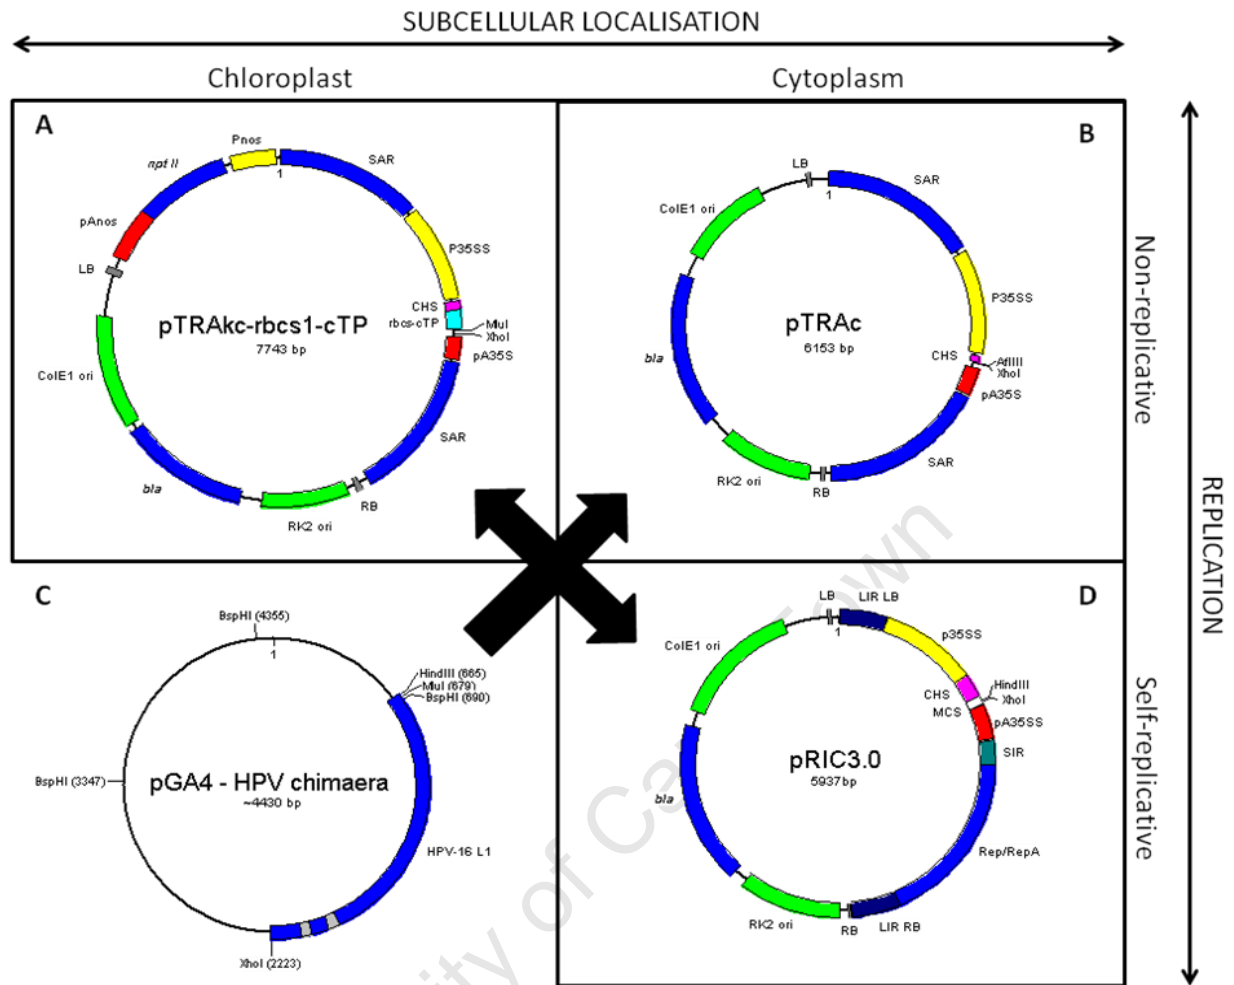 SUBCELLULAR LOCALISATION
Chloroplast
Cytoplasm
A
Pnos
npt II
SAR
1
pAnos
P35SS
LB
CHS
rbcs-cTP
MluI
XhoI
pA35S
pTRAkc-rbcs1-cTP
7743 bp
ColE1 ori
SAR
bla
RB
RK2 ori
B
LB
SAR
1
ColE1 ori
P35SS
pTRAc
6153 bp
CHS
AflIII
XhoI
pA35S
bla
SAR
RK2 ori
RB
Non-replicative
REPLICATION
Self-replicative
C
BspHI (4355)
1
HindIII (665)
MluI (679)
BspHI (690)
BspHI (3347)
pGA4 - HPV chimaera
~4430 bp
HPV-16 L1
XhoI (2223)
D
LB
LIR LB
1
p35SS
ColE1 ori
CHS
HindIII
XhoI
MCS
pA35SS
SIR
pRIC3.0
5937bp
bla
Rep/RepA
RK2 ori
RB
LIR RB
University of Cape Town